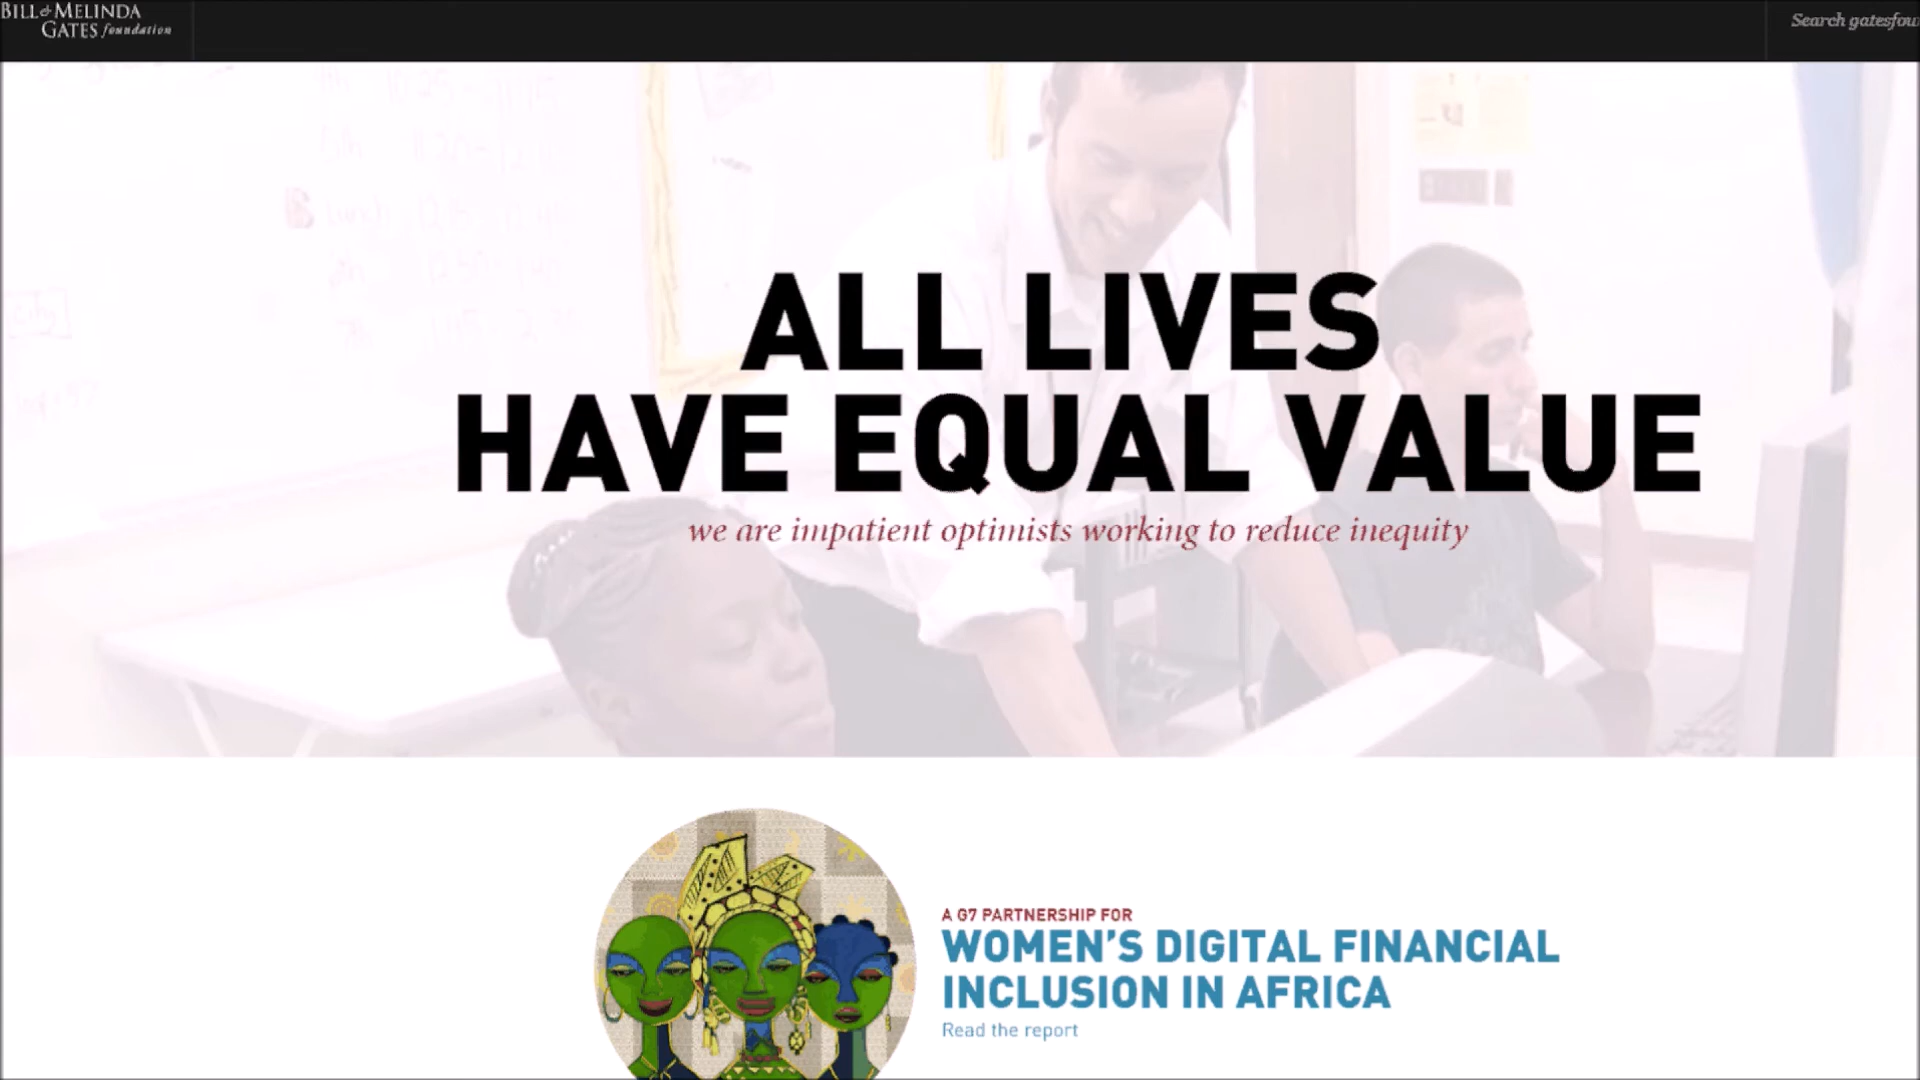 BILL & MELINDA
GATES foundation
Search gatesfou
ALL LIVES
HAVE EQUAL VALUE
we are impatient optimists working to reduce inequity
A G7 PARTNERSHIP FOR
WOMEN'S DIGITAL FINANCIAL
INCLUSION IN AFRICA
Read the report